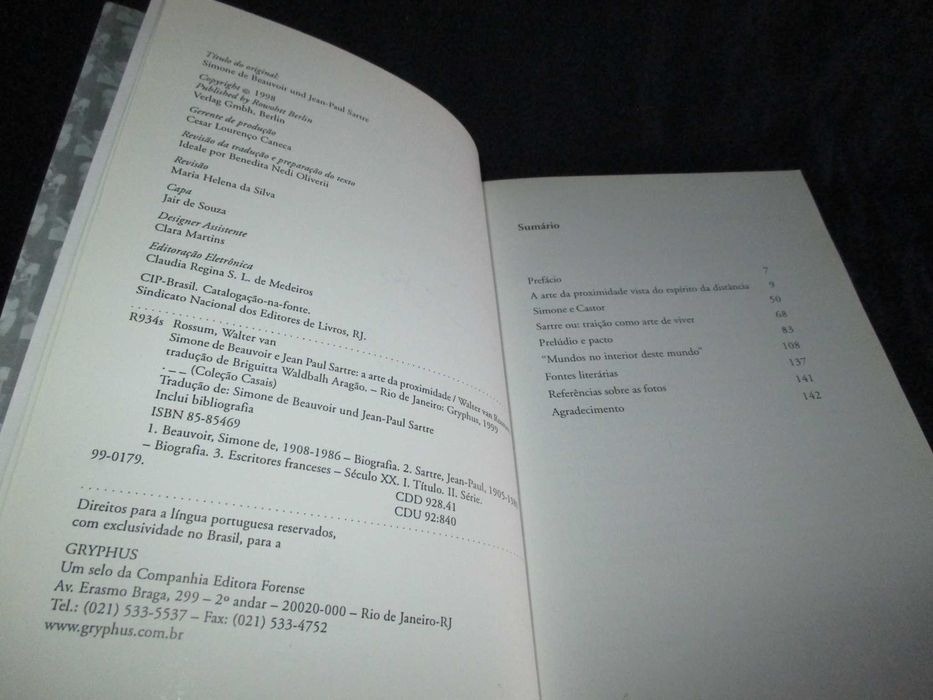 Título do original:
Simone de Beauvoir und Jean-Paul Sartre
Copyright © 1998
Published by Rowohtt Berlin
Verlag Gmbh, Berlin
Gerente de produção
Cesar Lourenço Caneca
Revisão da tradução e preparação do texto
Ideale por Benedita Nedi Oliverii
Revisão
Maria Helena da Silva
Capa
Jair de Souza
Designer Assistente
Clara Martins
Editoração Eletrônica
Claudia Regina S. L. de Medeiros
CIP-Brasil. Catalogação-na-fonte.
Sindicato Nacional dos Editores de Livros, RJ.
R934s Rossum, Walter van
Simone de Beauvoir e Jean Paul Sartre: a arte da proximidade / Walter van Rossum;
tradução de Briguitta Waldbalh Aragão. – Rio de Janeiro: Gryphus, 1999
. _ _ (Coleção Casais)
Tradução de: Simone de Beauvoir und Jean-Paul Sartre
Inclui bibliografia
ISBN 85-85469
1. Beauvoir, Simone de, 1908-1986 – Biografia. 2. Sartre, Jean-Paul, 1905-
– Biografia. 3. Escritores franceses – Século XX. I. Título. II. Série.
99-0179.
CDD 928.41
CDU 92:840
Direitos para a língua portuguesa reservados,
com exclusividade no Brasil, para a
GRYPHUS
Um selo da Companhia Editora Forense
Av. Erasmo Braga, 299 – 2º andar – 20020-000 – Rio de Janeiro-RJ
Tel.: (021) 533-5537 – Fax: (021) 533-4752
www.gryphus.com.br
Sumário
Prefácio 7
A arte da proximidade vista do espírito da distância 9
Simone e Castor 50
Sartre ou: traição como arte de viver 68
Prelúdio e pacto 83
“Mundos no interior deste mundo” 108
Fontes literárias 137
Referências sobre as fotos 141
Agradecimento 142